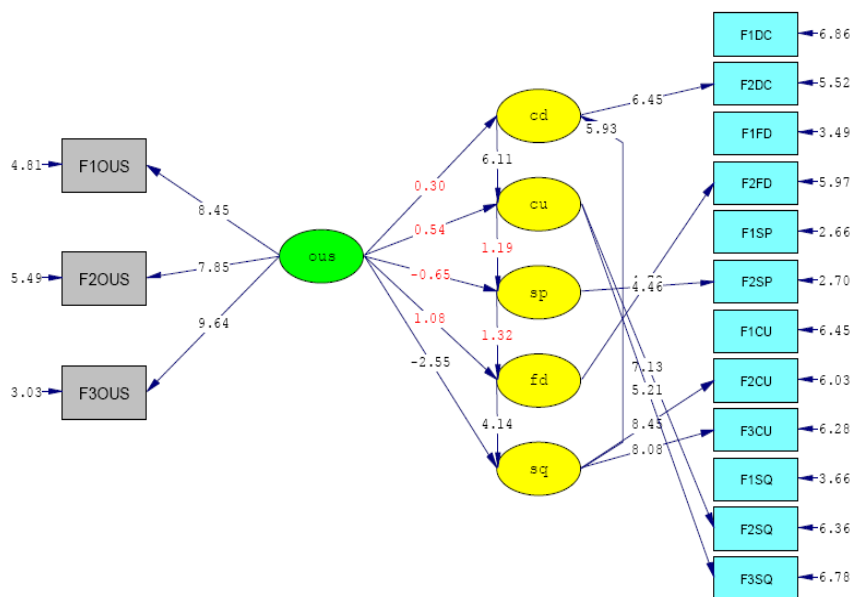 F1DC
6.86
F2DC
5.52
cd
6.45
5.93
F1FD
3.49
4.81
F1OUS
6.11
F2FD
5.97
0.30
8.45
cu
0.54
F1SP
2.66
ous
1.19
7.85
-0.65
5.49
F2OUS
sp
4.46
F2SP
2.70
1.08
9.64
1.32
F1CU
6.45
-2.55
7.13
fd
5.21
F2CU
6.03
3.03
F3OUS
4.14
8.45
8.08
F3CU
6.28
sq
F1SQ
3.66
F2SQ
6.36
F3SQ
6.78